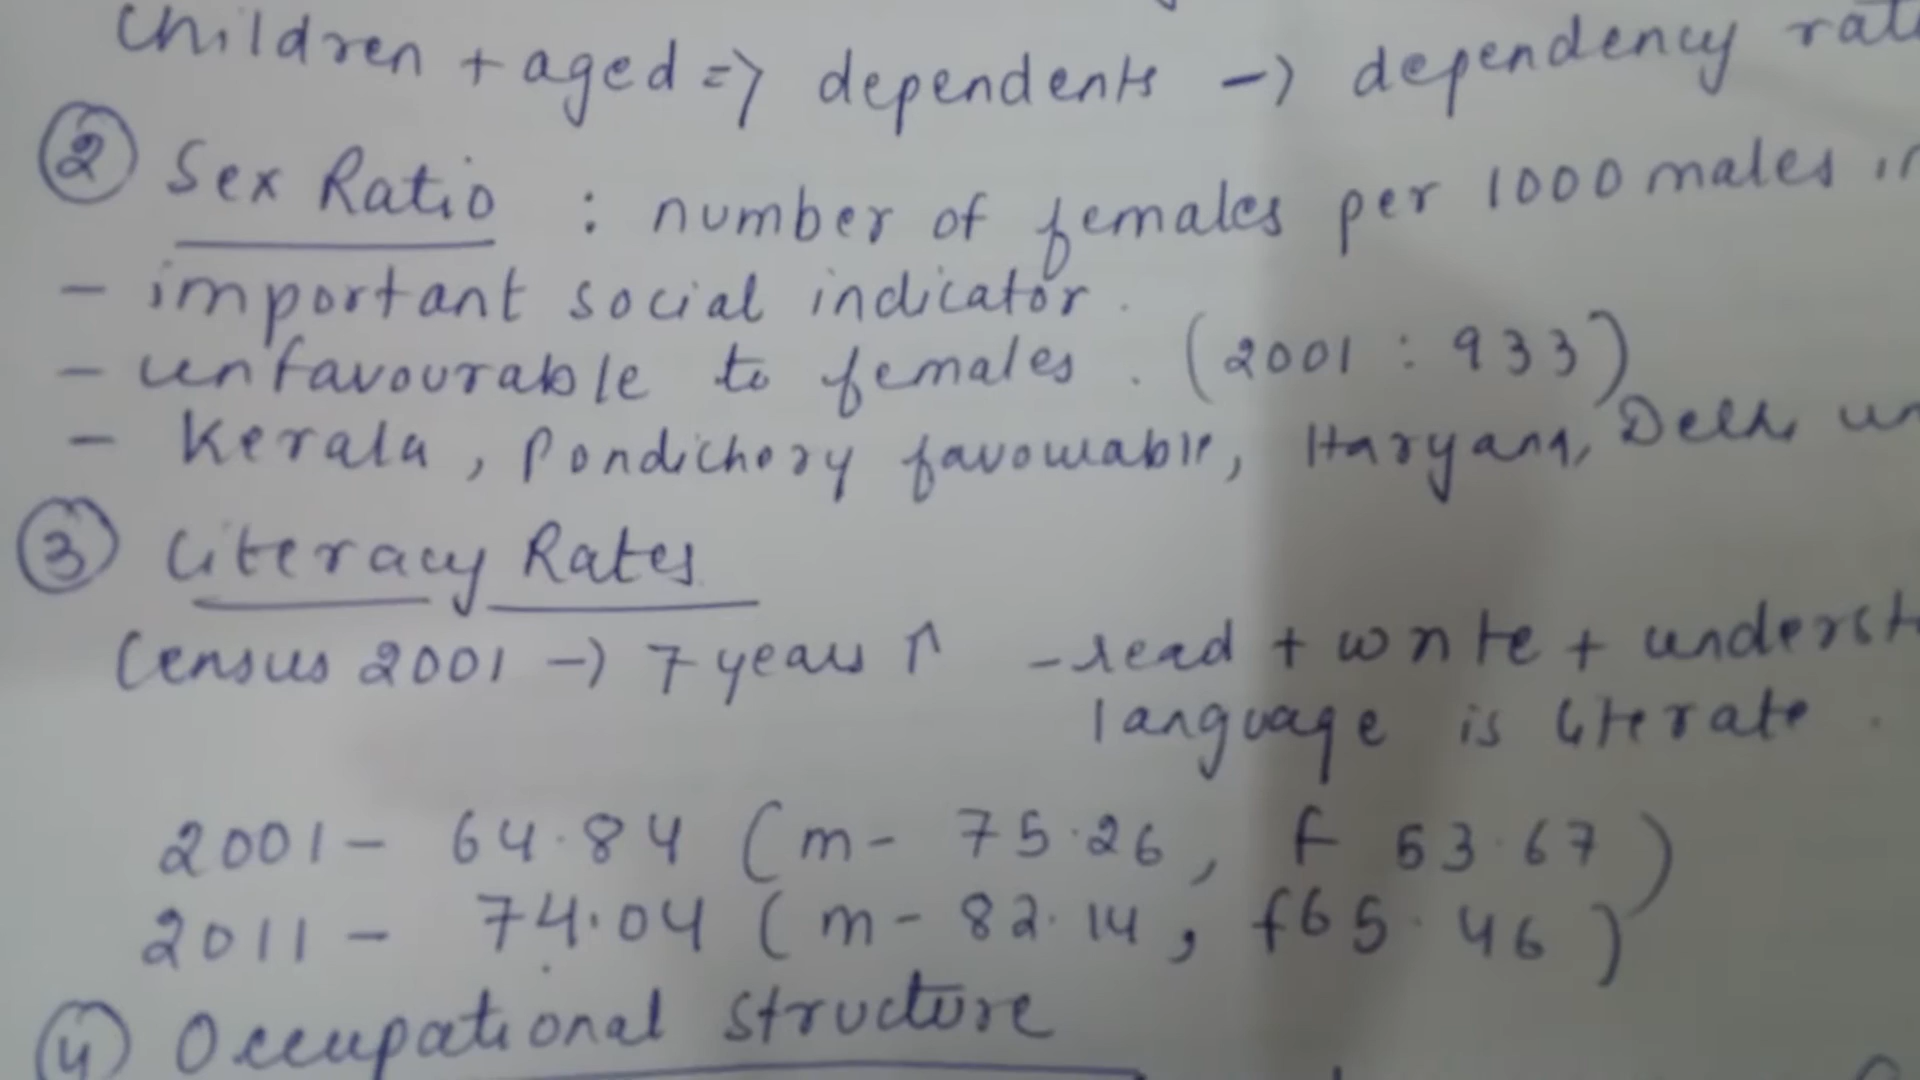 Children + aged => dependents -> dependency
② Sex Ratio : number of females per 1000 males
- important social indicator.
- unfavourable to females. (2001 : 933)
- Kerala, Pondichery favourable, Haryana, Delhi
③ Literacy Rates
Census 2001 -> 7 years ↑ - read + write +
language is literate.
2001 - 64.84 (m - 75.26, f 53.67)
2011 - 74.04 (m - 82.14, f 65.46)
④ Occupational structure